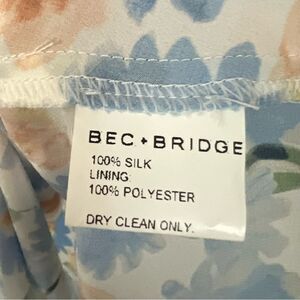 BEC + BRIDGE
100% SILK
LINING
100% POLYESTER
DRY CLEAN ONLY.